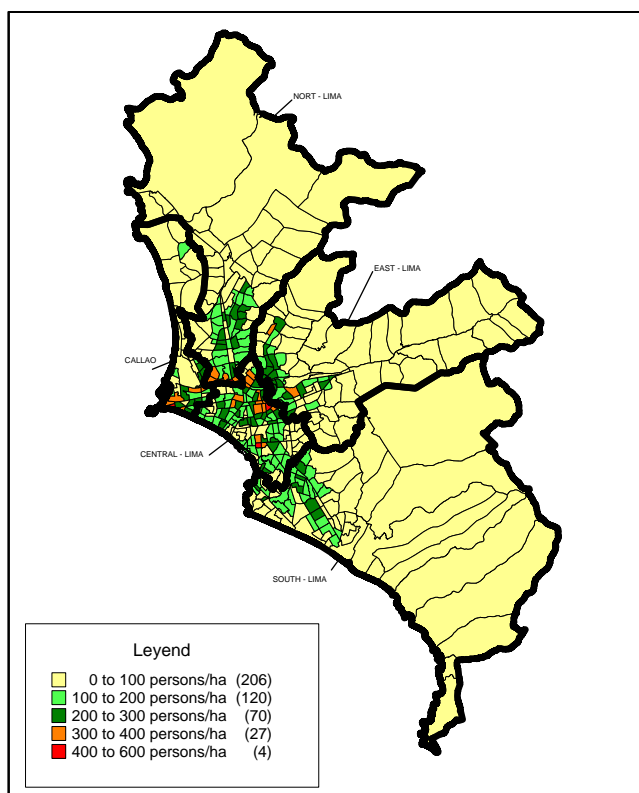 NORT - LIMA
EAST - LIMA
CALLAO
CENTRAL - LIMA
SOUTH - LIMA
Leyend
0 to 100 persons/ha (206)
100 to 200 persons/ha (120)
200 to 300 persons/ha (70)
300 to 400 persons/ha (27)
400 to 600 persons/ha (4)